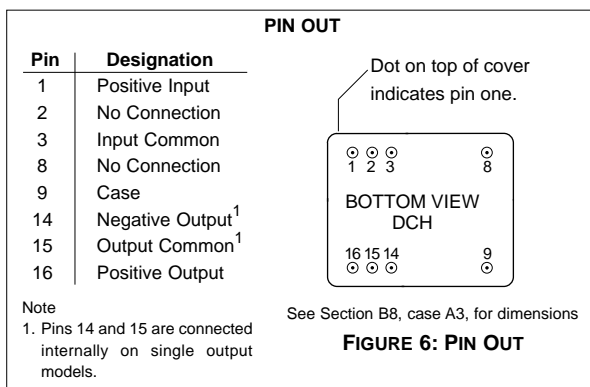 PIN OUT
Pin Designation
1 Positive Input
2 No Connection
3 Input Common
8 No Connection
9 Case
14 Negative Output1
15 Output Common1
16 Positive Output
Note
1. Pins 14 and 15 are connected
internally on single output
models.
Dot on top of cover
indicates pin one.
1 2 3 8
BOTTOM VIEW
DCH
16 15 14 9
See Section B8, case A3, for dimensions
FIGURE 6: PIN OUT